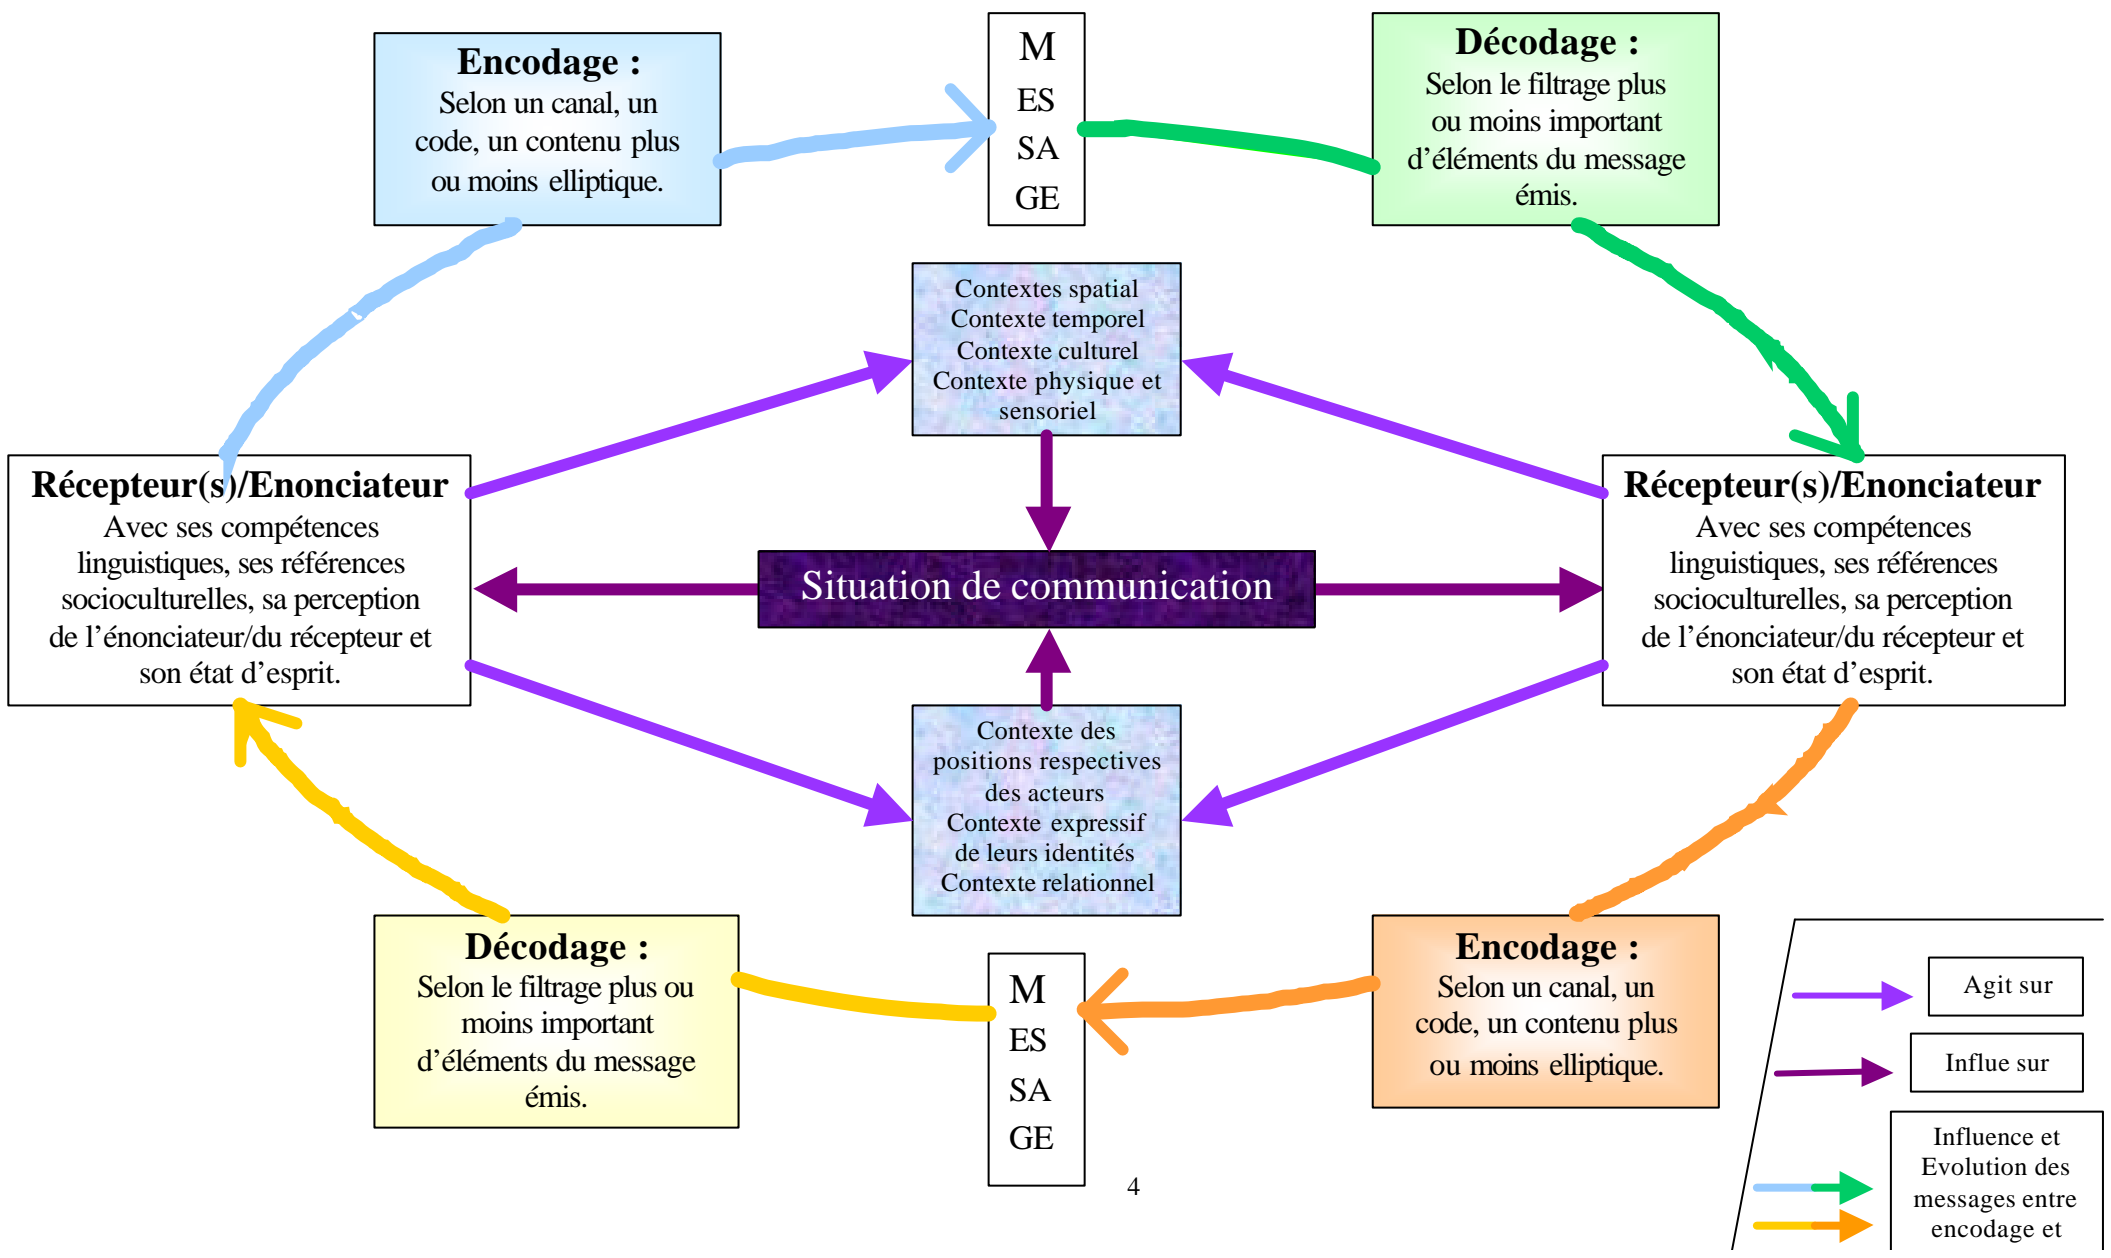 Encodage :
Selon un canal, un
code, un contenu plus
ou moins elliptique.
M
ES
SA
GE
Décodage :
Selon le filtrage plus
ou moins important
d’éléments du message
émis.
Contextes spatial
Contexte temporel
Contexte culturel
Contexte physique et
sensoriel
Récepteur(s)/Enonciateur
Avec ses compétences
linguistiques, ses références
socioculturelles, sa perception
de l’énonciateur/du récepteur et
son état d’esprit.
Situation de communication
Récepteur(s)/Enonciateur
Avec ses compétences
linguistiques, ses références
socioculturelles, sa perception
de l’énonciateur/du récepteur et
son état d’esprit.
Contexte des
positions respectives
des acteurs
Contexte expressif
de leurs identités
Contexte relationnel
Décodage :
Selon le filtrage plus ou
moins important
d’éléments du message
émis.
M
ES
SA
GE
Encodage :
Selon un canal, un
code, un contenu plus
ou moins elliptique.
Agit sur
Influe sur
Influence et
Evolution des
messages entre
encodage et
4